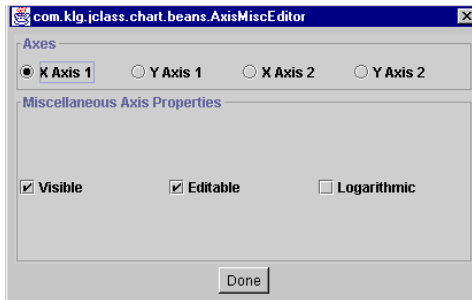 com.klg.jclass.chart.beans.AxisMiscEditor
Axes
X Axis 1 Y Axis 1 X Axis 2 Y Axis 2
Miscellaneous Axis Properties
Visible Editable Logarithmic
Done